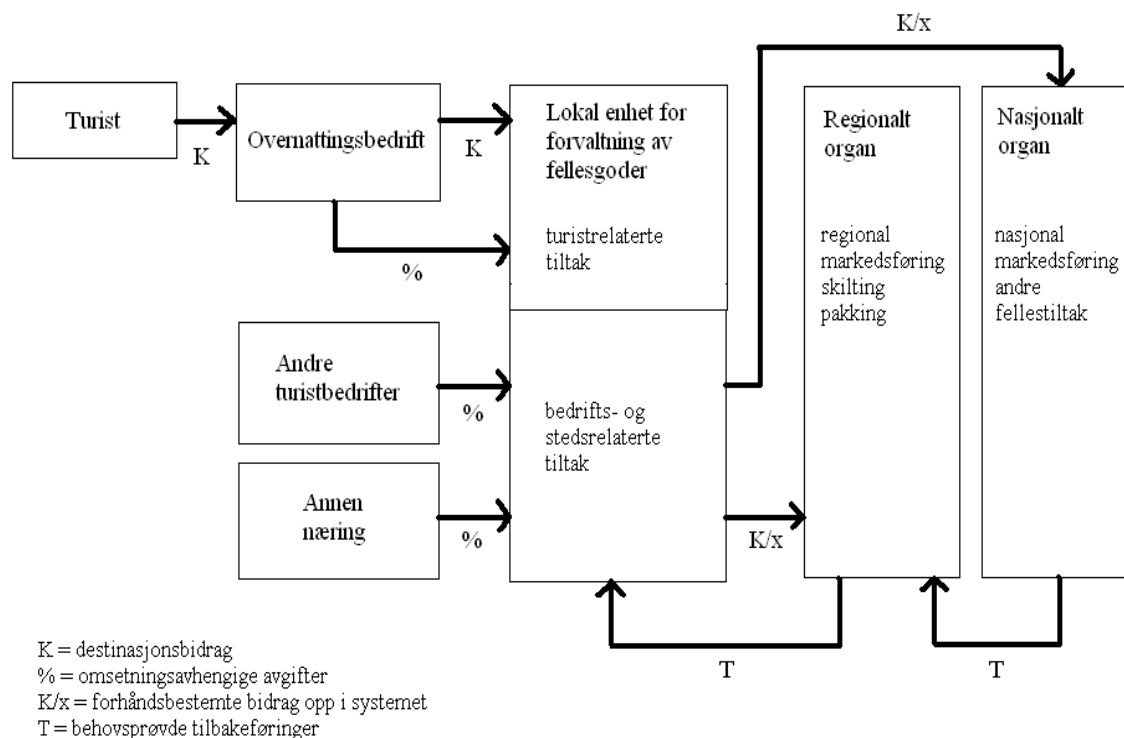 K/x
Turist
K
Overnattingsbedrift
K
%
Lokal enhet for
forvaltning av
fellesgoder
turistrelaterte
tiltak
Regionalt
organ
regional
markedsføring
skilting
pakking
Nasjonalt
organ
nasjonal
markedsføring
andre
fellestiltak
Andre
turistbedrifter
%
bedrifts- og
stedsrelaterte
tiltak
Annen
næring
%
K/x
T
T
K = destinasjonsbidrag
% = omsetningsavhengige avgifter
K/x = forhåndsbestemte bidrag opp i systemet
T = behovsprøvde tilbakeføringer